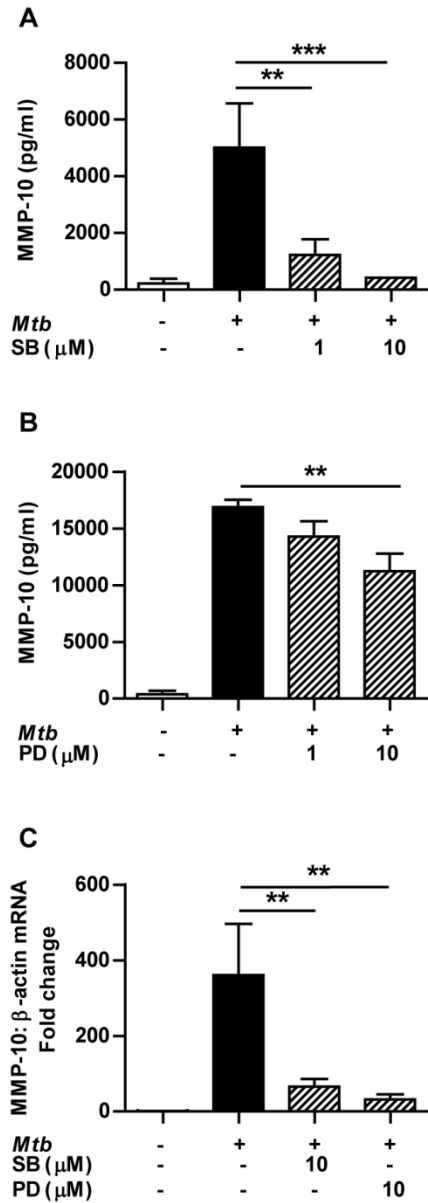 A
***
**
8000
6000
4000
2000
0
MMP-10 (pg/ml)
Mtb - + + +
SB ( μM) - - 1 10
B
**
20000
15000
10000
5000
0
MMP-10 (pg/ml)
Mtb - + + +
PD ( μM) - - 1 10
C
**
**
600
400
200
0
MMP-10: β -actin mRNA
Fold change
Mtb - + + +
SB ( μM) - - 10 -
PD ( μM) - - - 10